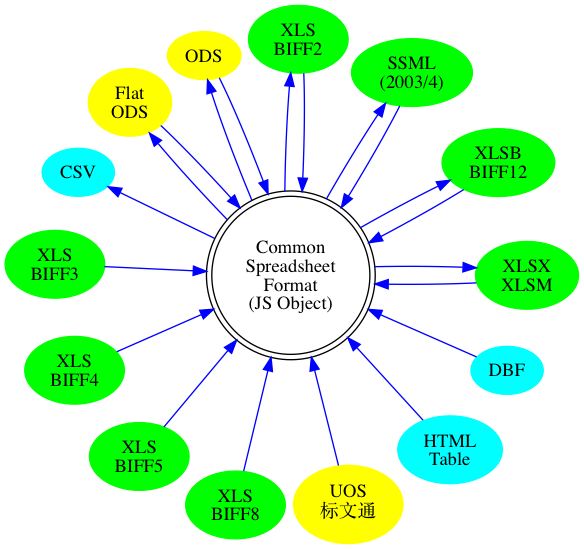 XLS
BIFF2
ODS
SSML
(2003/4)
Flat
ODS
XLSB
BIFF12
CSV
Common
Spreadsheet
Format
(JS Object)
XLS
BIFF3
XLSX
XLSM
XLS
BIFF4
DBF
HTML
Table
XLS
BIFF5
XLS
BIFF8
UOS
标文通